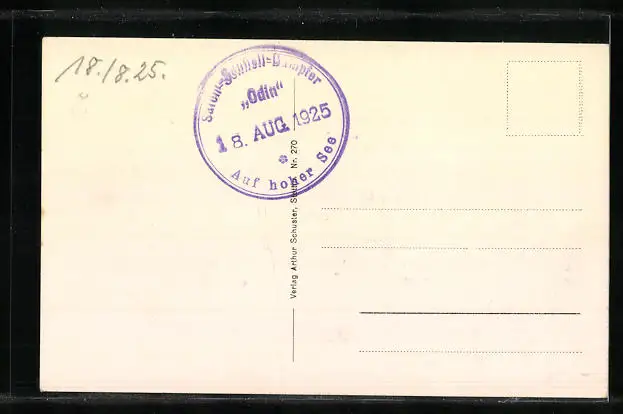 18./8.25.
Salon-Schnell-Dampfer
„Odin“
18. AUG. 1925
Auf hoher See
Verlag Arthur Schuster, Stettin Nr. 270